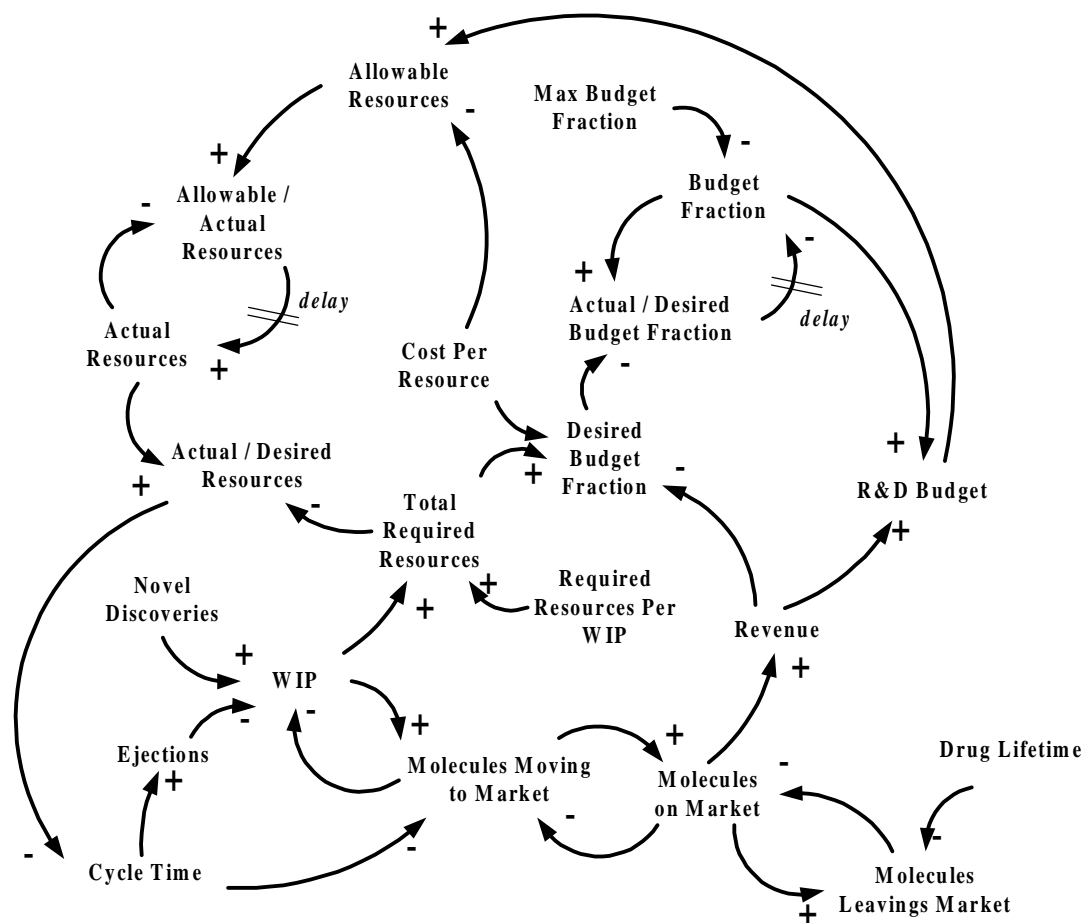 Allowable
Resources
Max Budget
Fraction
Allowable /
Actual
Resources
Budget
Fraction
delay
Actual
Resources
Actual / Desired
Budget Fraction
delay
Cost Per
Resource
Actual / Desired
Resources
Desired
Budget
Fraction
R&D Budget
Total
Required
Resources
Novel
Discoveries
Required
Resources Per
WIP
Revenue
WIP
Ejections
Molecules Moving
to Market
Molecules
on Market
Drug Lifetime
Cycle Time
Molecules
Leavings Market
+
-
+
-
-
+
-
+
+
-
+
-
+
-
+
-
+
+
+
+
-
-
+
+
+
+
-
-
-
-
-
+